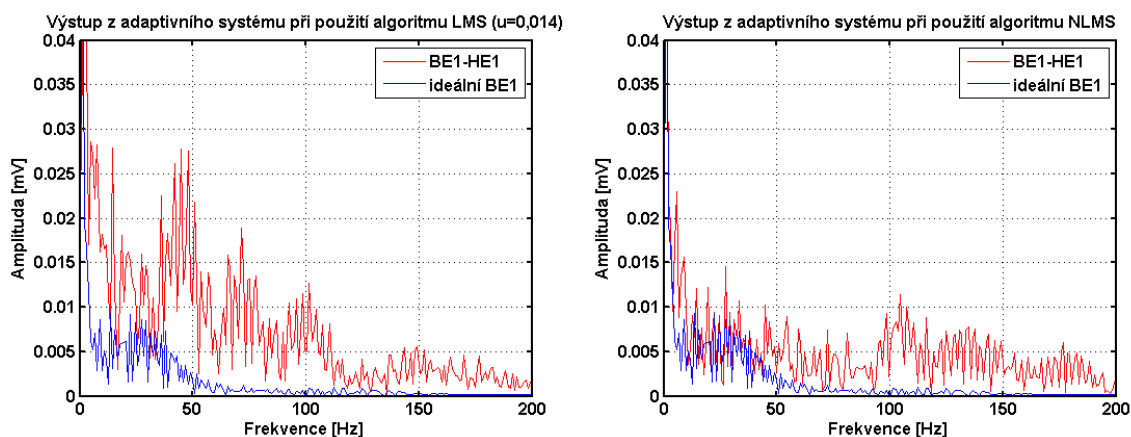 Výstup z adaptivního systému při použití algoritmu LMS (u=0,014)
0.04
0.035
0.03
0.025
0.02
0.015
0.01
0.005
0
Amplituda [mV]
BE1-HE1
ideální BE1
0
50
100
150
200
Frekvence [Hz]
Výstup z adaptivního systému při použití algoritmu NLMS
0.04
0.035
0.03
0.025
0.02
0.015
0.01
0.005
0
Amplituda [mV]
BE1-HE1
ideální BE1
0
50
100
150
200
Frekvence [Hz]